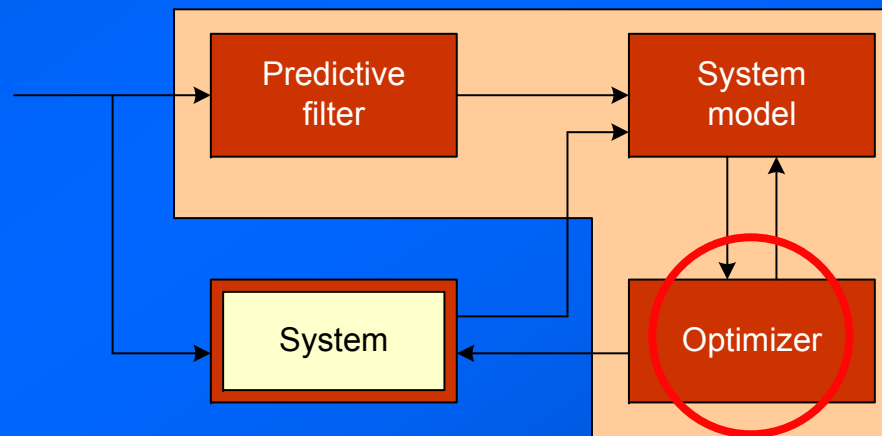 Predictive
filter
System
model
System
Optimizer